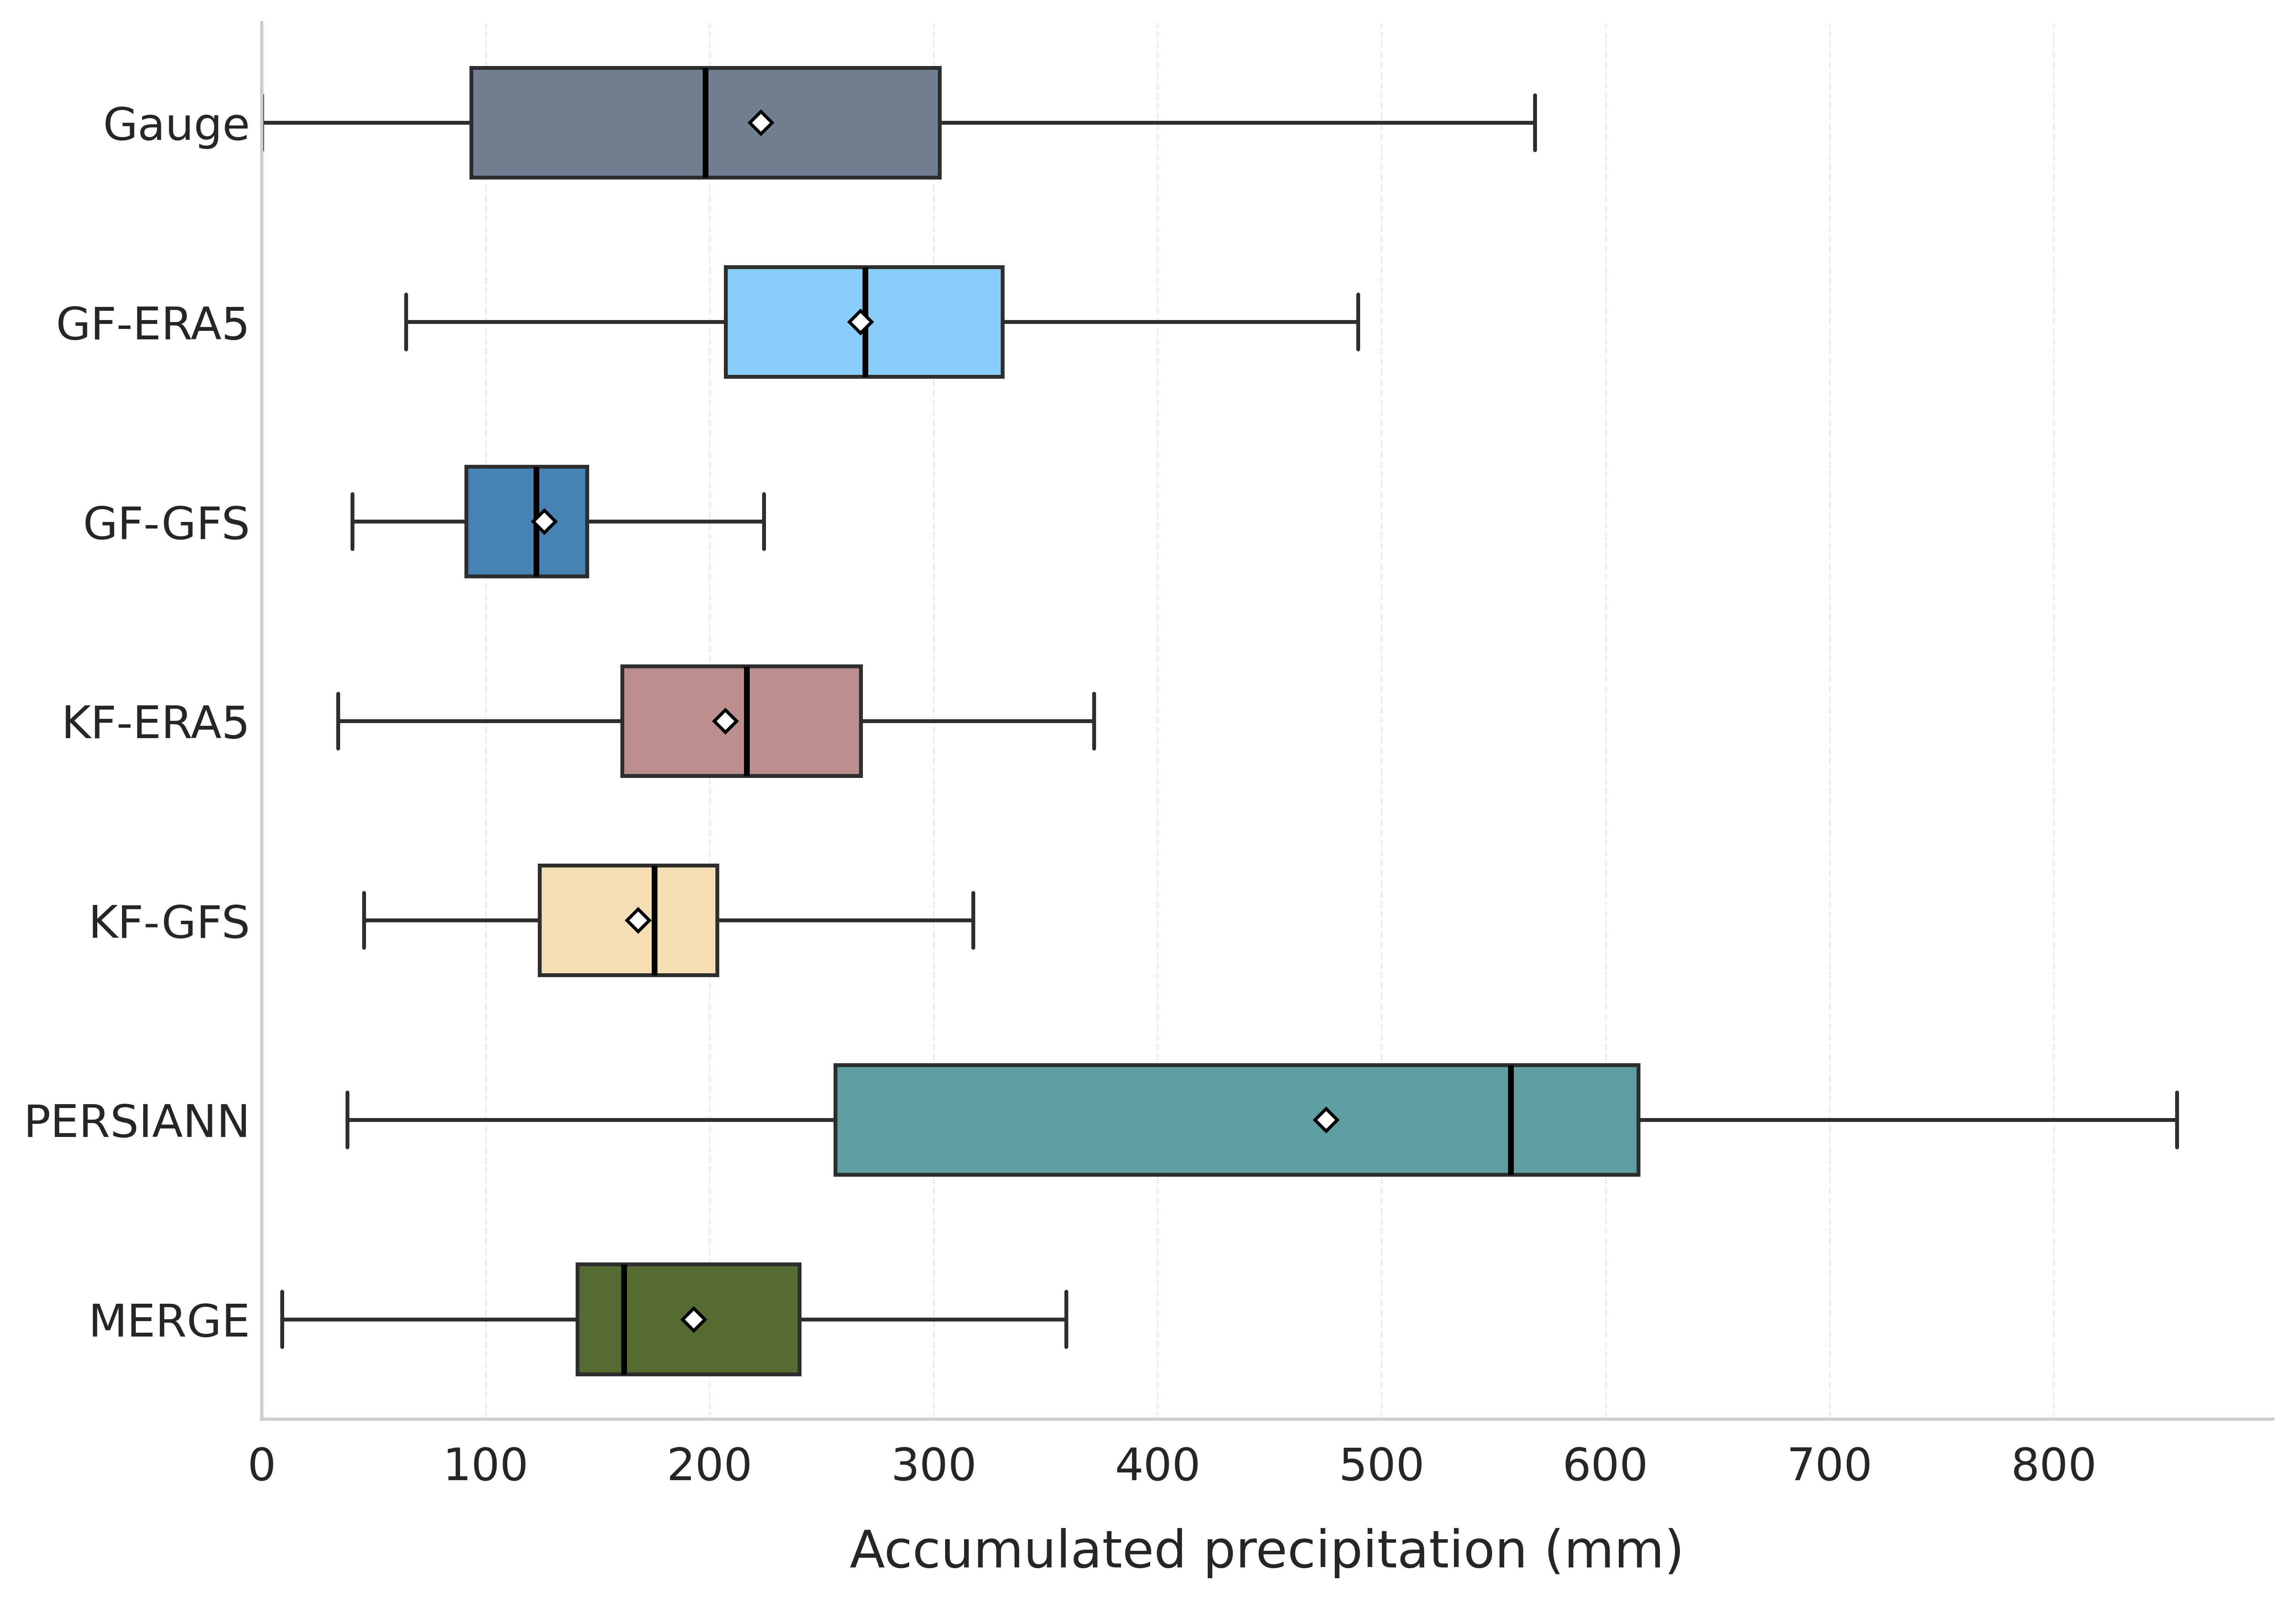 Gauge
GF-ERA5
GF-GFS
KF-ERA5
KF-GFS
PERSIANN
MERGE
0 100 200 300 400 500 600 700 800
Accumulated precipitation (mm)